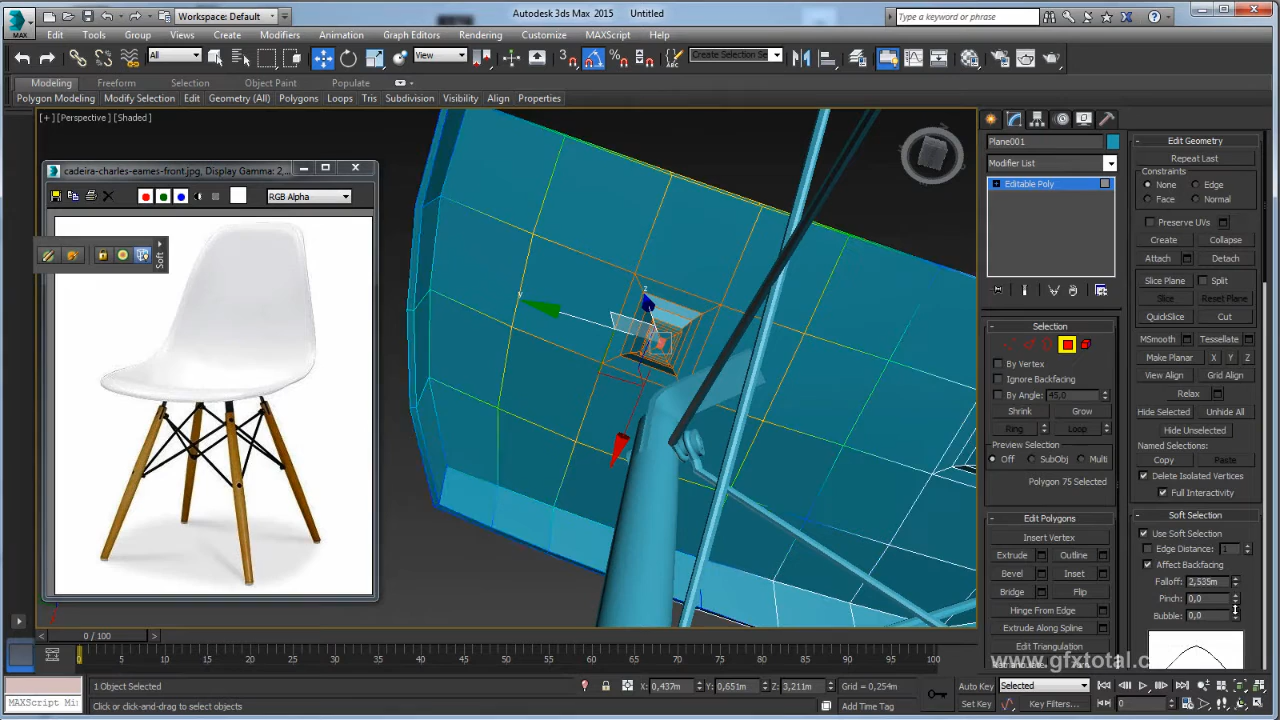 MAX
Workspace: Default
Autodesk 3ds Max 2015 Untitled
Type a keyword or phrase
Edit Tools Group Views Create Modifiers Animation Graph Editors Rendering Customize MAXScript Help
All
View
Create Selection Se
Modeling Freeform Selection Object Paint Populate
Polygon Modeling Modify Selection Edit Geometry (All) Polygons Loops Tris Subdivision Visibility Align Properties
[+] [Perspective] [Shaded]
cadeira-charles-eames-front.jpg, Display Gamma: 2,...
RGB Alpha
Soft
z
y
Plane001
Modifier List
Editable Poly
Selection
By Vertex
Ignore Backfacing
By Angle: 45,0
Shrink Grow
Ring Loop
Preview Selection
Off SubObj Multi
Polygon 75 Selected
Edit Polygons
Insert Vertex
Extrude Outline
Bevel Inset
Bridge Flip
Hinge From Edge
Extrude Along Spline
Edit Triangulation
Edit Geometry
Repeat Last
Constraints
None Edge
Face Normal
Preserve UVs
Create Collapse
Attach Detach
Slice Plane Split
Slice Reset Plane
QuickSlice Cut
MSmooth Tessellate
Make Planar X Y Z
View Align Grid Align
Relax
Hide Selected Unhide All
Hide Unselected
Named Selections:
Copy Paste
Delete Isolated Vertices
Full Interactivity
Soft Selection
Use Soft Selection
Edge Distance: 1
Affect Backfacing
Falloff: 2,535m
Pinch: 0,0
Bubble: 0,0
www.gfxtotal.c
0 / 100
0 5 10 15 20 25 30 35 40 45 50 55 60 65 70 75 80 85 90 95 100
1 Object Selected
X: 0,437m Y: 0,651m Z: 3,211m Grid = 0,254m
Auto Key Selected
MAXScript Mi
Click or click-and-drag to select objects
Add Time Tag
Set Key Key Filters... 0